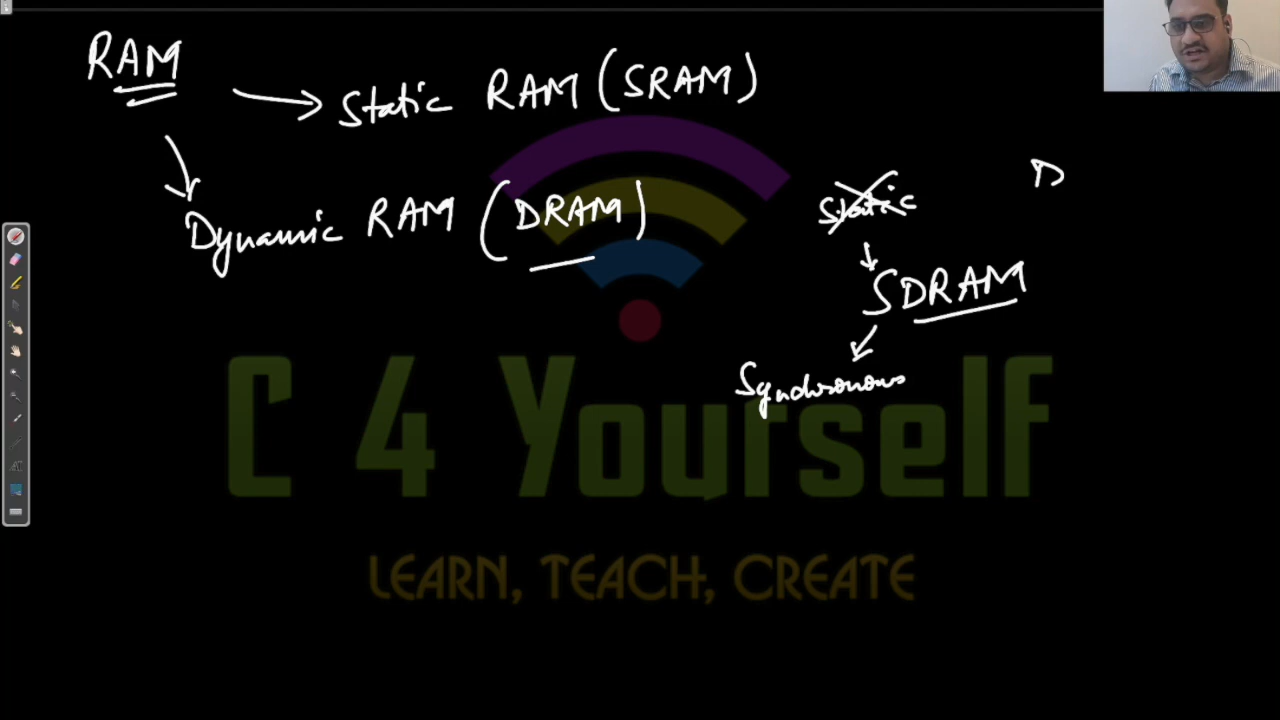 RAM
Static RAM (SRAM)
Dynamic RAM (DRAM)
Static
D
SDRAM
Synchronous
C 4 Yourself
LEARN, TEACH, CREATE